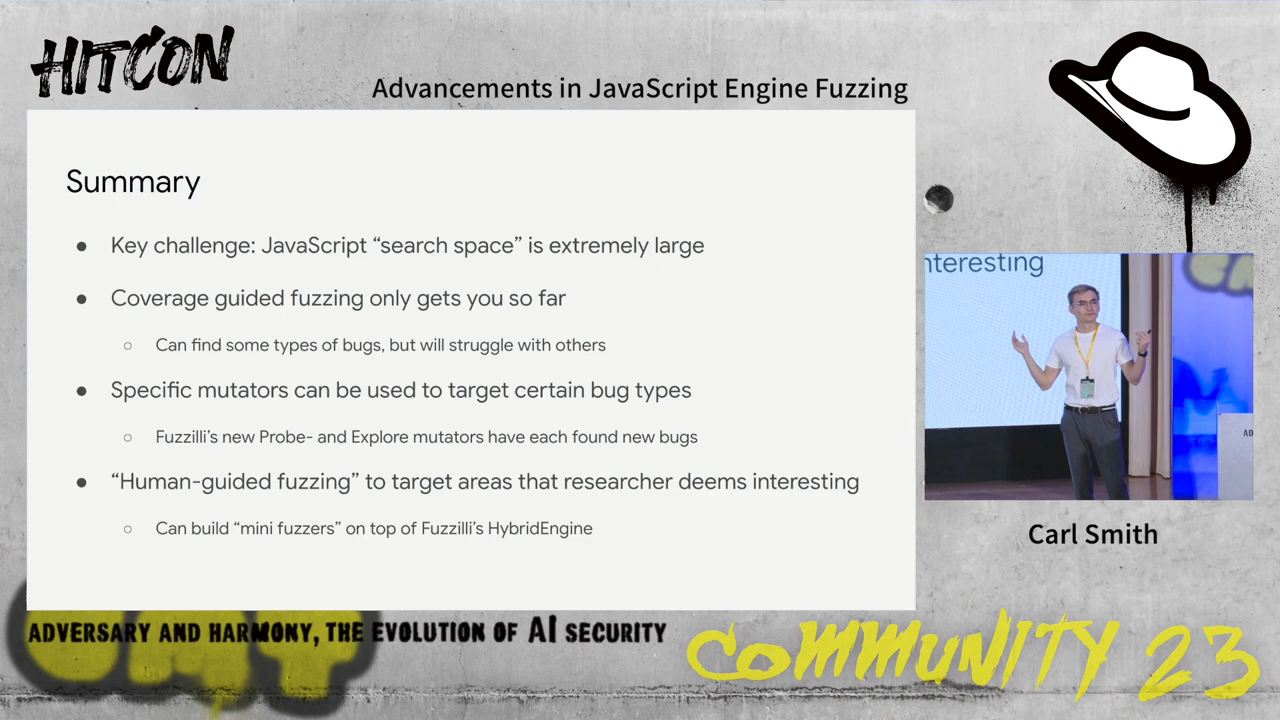 HITCON
Advancements in JavaScript Engine Fuzzing
Summary
● Key challenge: JavaScript “search space” is extremely large
● Coverage guided fuzzing only gets you so far
○ Can find some types of bugs, but will struggle with others
● Specific mutators can be used to target certain bug types
○ Fuzzilli’s new Probe- and Explore mutators have each found new bugs
● “Human-guided fuzzing” to target areas that researcher deems interesting
○ Can build “mini fuzzers” on top of Fuzzilli’s HybridEngine
nteresting
AD
Carl Smith
ADVERSARY AND HARMONY, THE EVOLUTION OF AI SECURITY
COMMUNITY 23